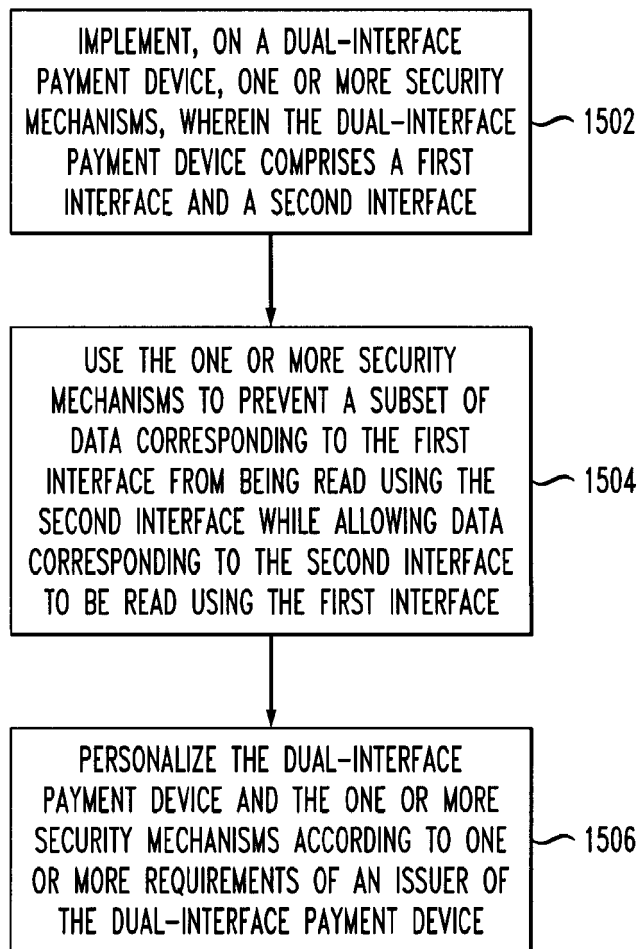 IMPLEMENT, ON A DUAL-INTERFACE
PAYMENT DEVICE, ONE OR MORE SECURITY
MECHANISMS, WHEREIN THE DUAL-INTERFACE
PAYMENT DEVICE COMPRISES A FIRST
INTERFACE AND A SECOND INTERFACE
1502
USE THE ONE OR MORE SECURITY
MECHANISMS TO PREVENT A SUBSET OF
DATA CORRESPONDING TO THE FIRST
INTERFACE FROM BEING READ USING THE
SECOND INTERFACE WHILE ALLOWING DATA
CORRESPONDING TO THE SECOND INTERFACE
TO BE READ USING THE FIRST INTERFACE
1504
PERSONALIZE THE DUAL-INTERFACE
PAYMENT DEVICE AND THE ONE OR MORE
SECURITY MECHANISMS ACCORDING TO ONE
OR MORE REQUIREMENTS OF AN ISSUER OF
THE DUAL-INTERFACE PAYMENT DEVICE
1506